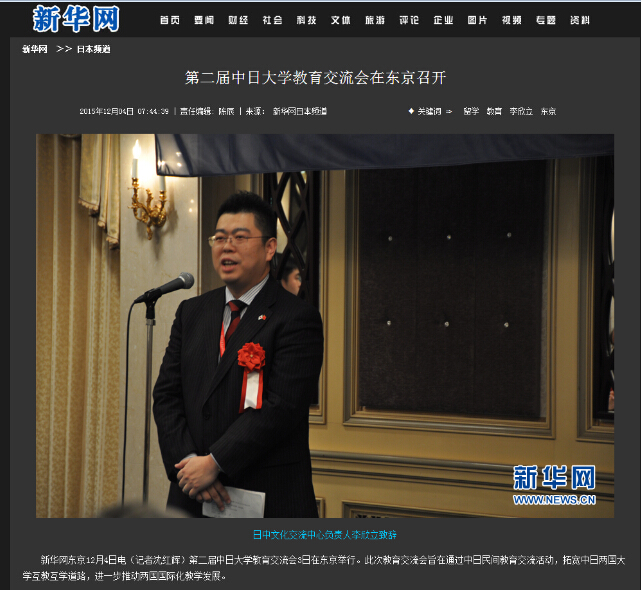 新华网
首页 要闻 财经 社会 科技 文体 旅游 评论 企业 图片 视频 专题 资料
新华网 >> 日本频道
第二届中日大学教育交流会在东京召开
2015年12月04日 07:44:39 | 责任编辑: 陈辰 | 来源: 新华网日本频道 ◆ 关键词 ⇒ 留学 教育 李欣立 东京
新华网
WWW.NEWS.CN
日中文化交流中心负责人李欣立致辞
新华网东京12月4日电（记者沈红辉）第二届中日大学教育交流会3日在东京举行。此次教育交流会旨在通过中日民间教育交流活动，拓宽中日两国大
学互教互学道路，进一步推动两国国际化教学发展。